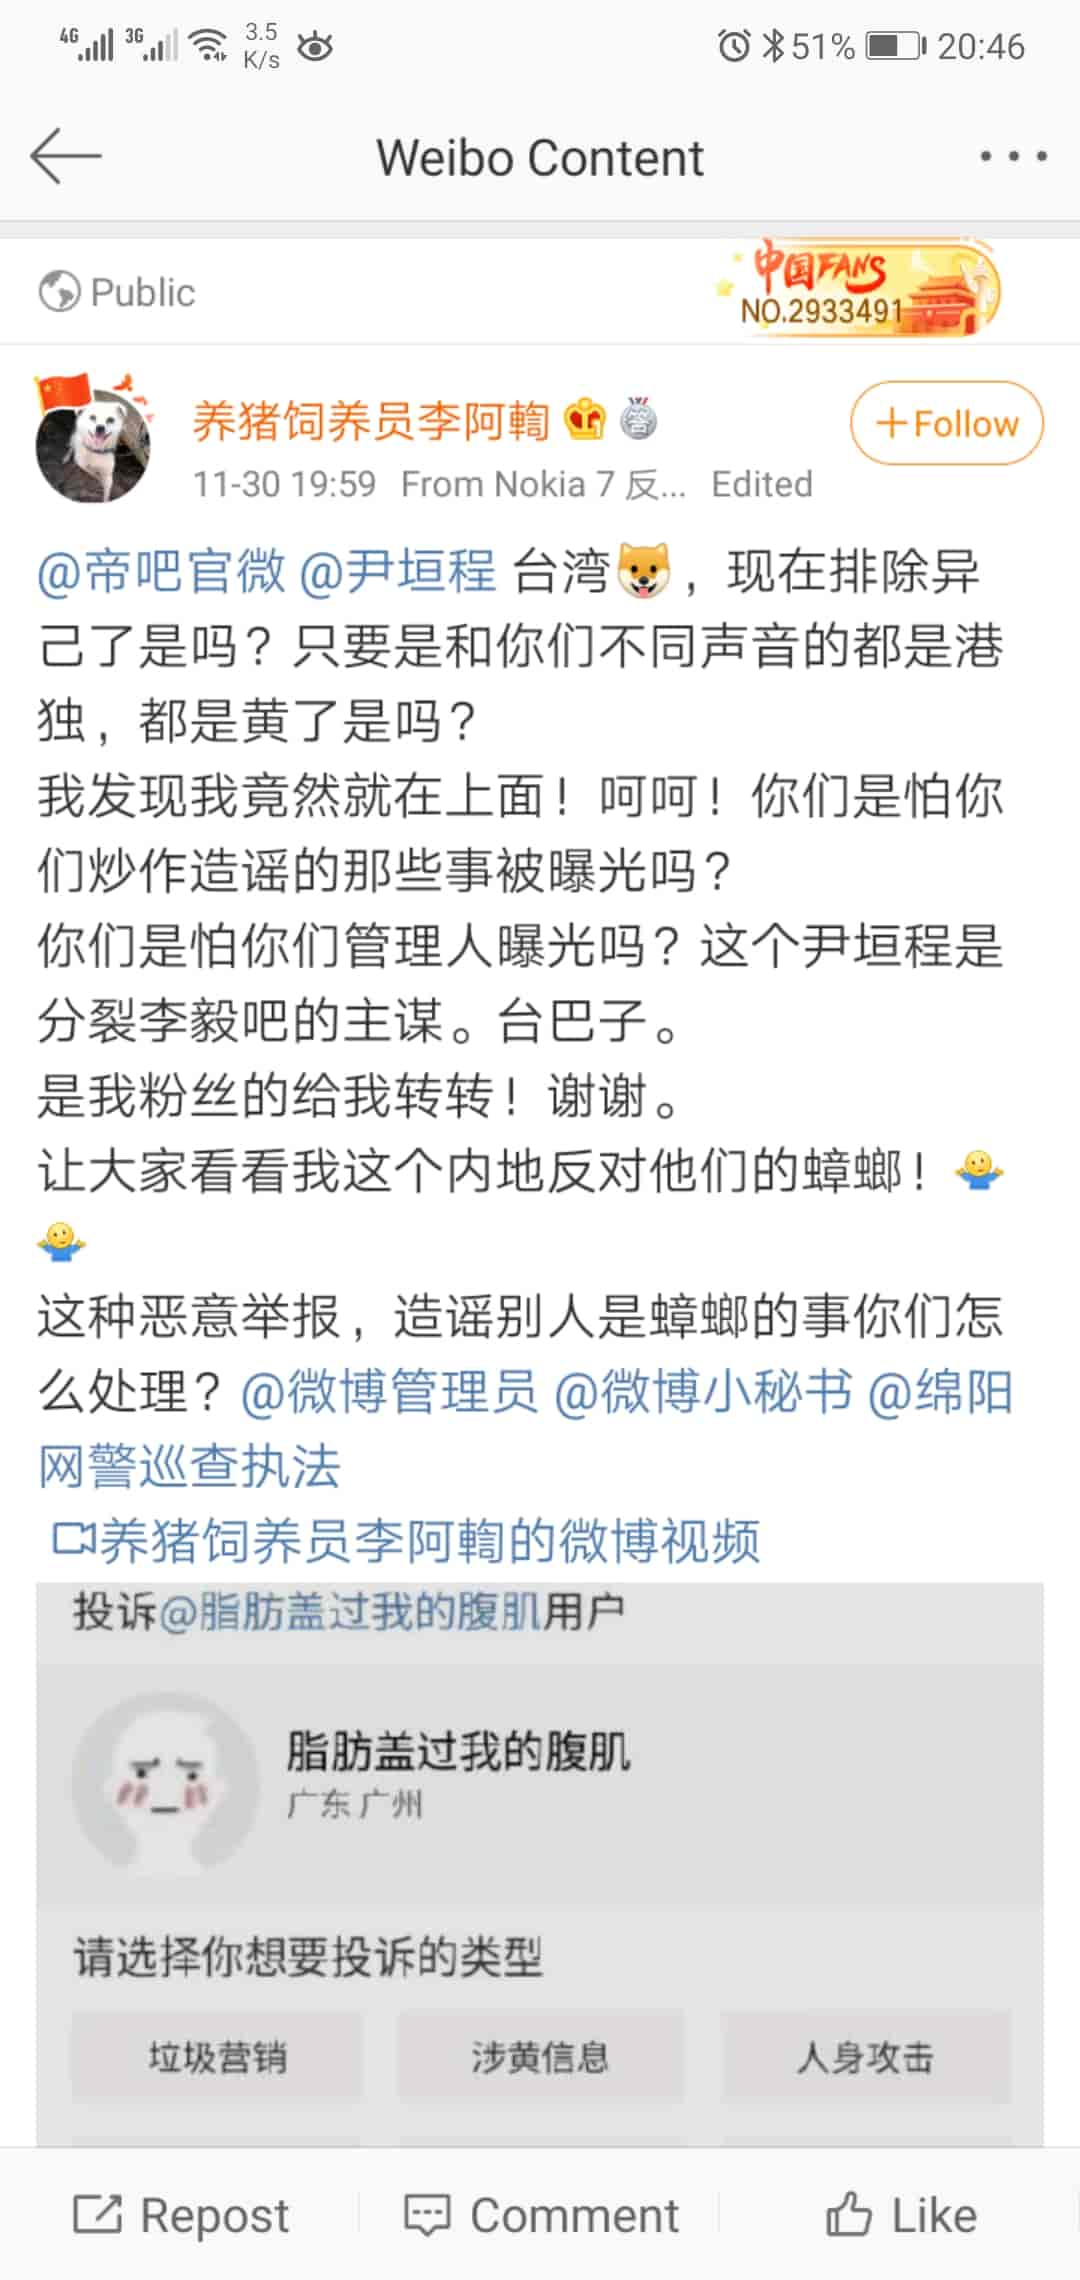 4G 3G 3.5 K/s 51% 20:46
Weibo Content
Public
中国FANS
NO.2933491
养猪饲养员李阿輷
+Follow
11-30 19:59 From Nokia 7 反... Edited
@帝吧官微 @尹垣程 台湾🐶，现在排除异
己了是吗？只要是和你们不同声音的都是港
独，都是黄了是吗？
我发现我竟然就在上面！呵呵！你们是怕你
们炒作造谣的那些事被曝光吗？
你们是怕你们管理人曝光吗？这个尹垣程是
分裂李毅吧的主谋。台巴子。
是我粉丝的给我转转！谢谢。
让大家看看我这个内地反对他们的蟑螂！🤷
🤷
这种恶意举报，造谣别人是蟑螂的事你们怎
么处理？@微博管理员 @微博小秘书 @绵阳
网警巡查执法
养猪饲养员李阿輷的微博视频
投诉@脂肪盖过我的腹肌用户
脂肪盖过我的腹肌
广东 广州
请选择你想要投诉的类型
垃圾营销 涉黄信息 人身攻击
Repost Comment Like